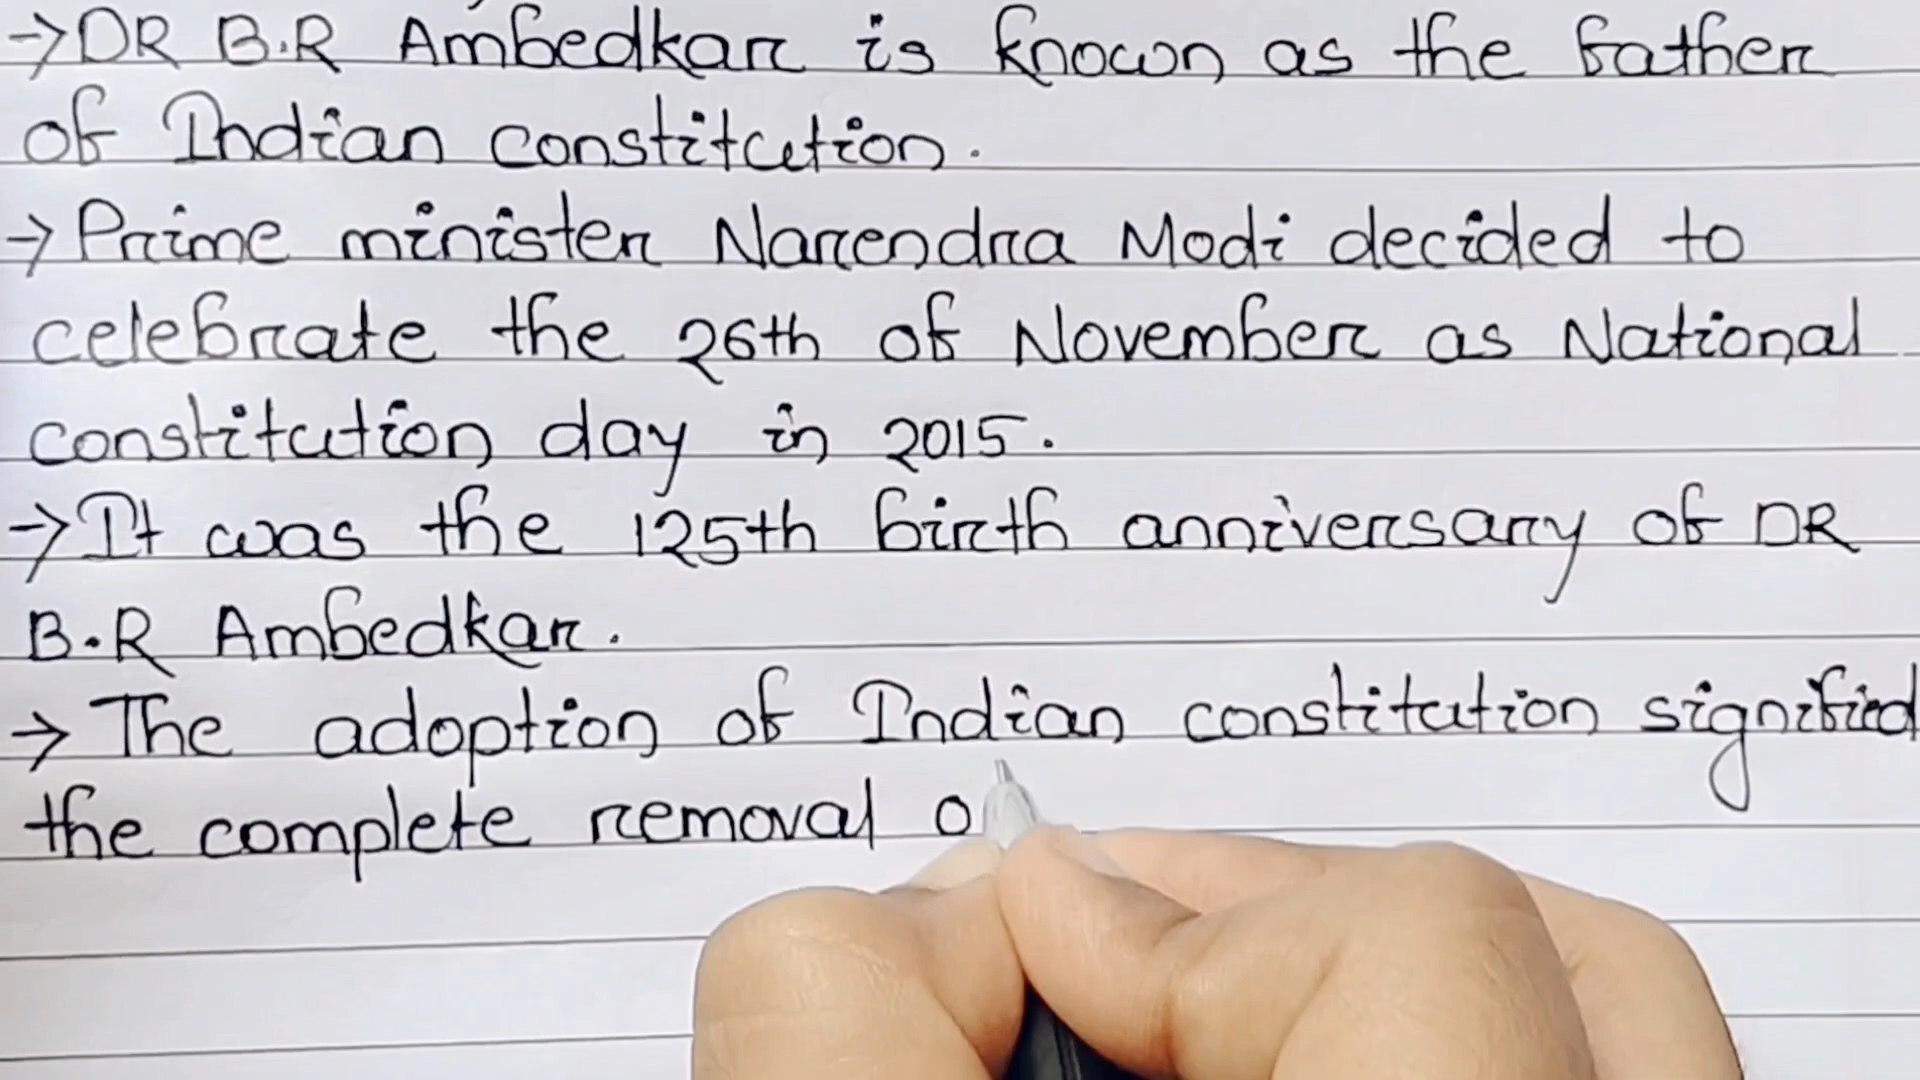 →DR B.R Ambedkar is known as the father
of Indian constitution.
→Prime minister Narendra Modi decided to
celebrate the 26th of November as National
constitution day in 2015.
→It was the 125th birth anniversary of DR
B.R Ambedkar.
→ The adoption of Indian constitution signified
the complete removal o